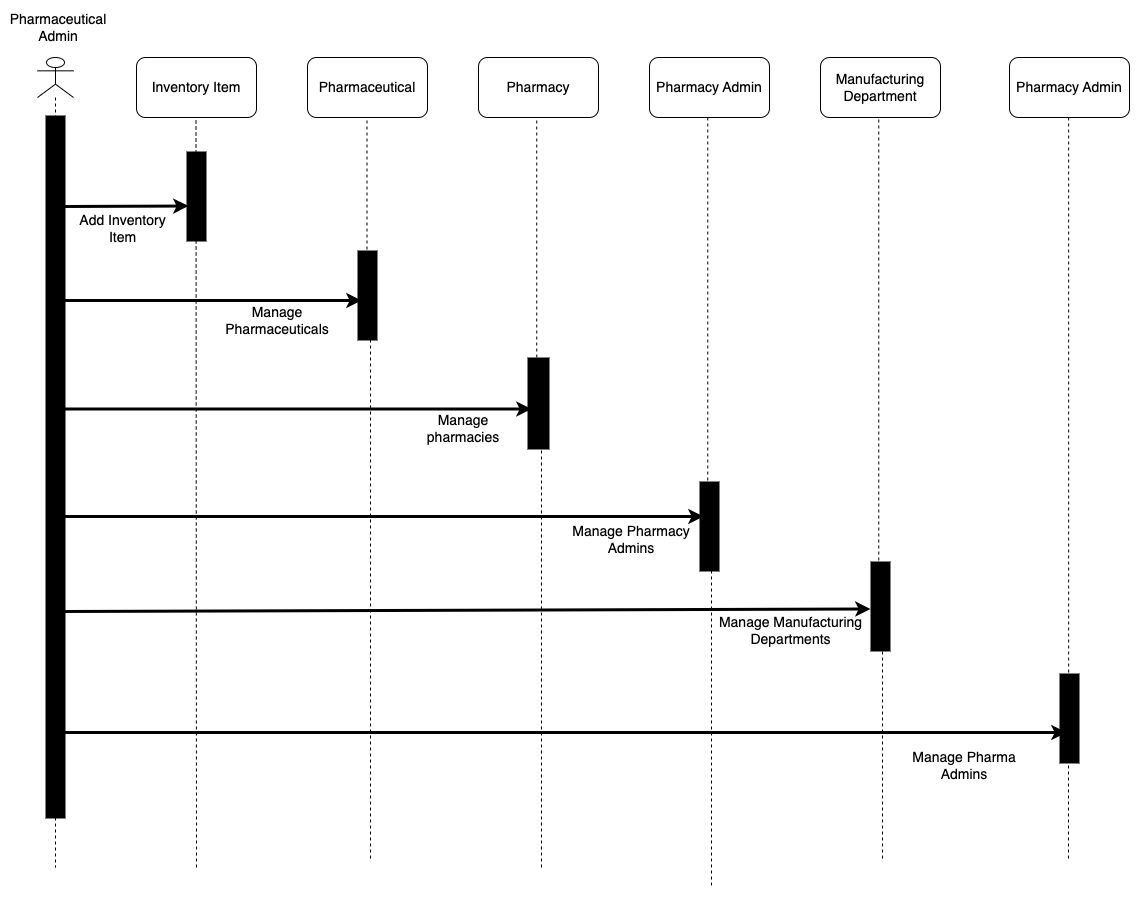 Pharmaceutical
Admin
Inventory Item
Pharmaceutical
Pharmacy
Pharmacy Admin
Manufacturing
Department
Pharmacy Admin
Add Inventory
Item
Manage
Pharmaceuticals
Manage
pharmacies
Manage Pharmacy
Admins
Manage Manufacturing
Departments
Manage Pharma
Admins